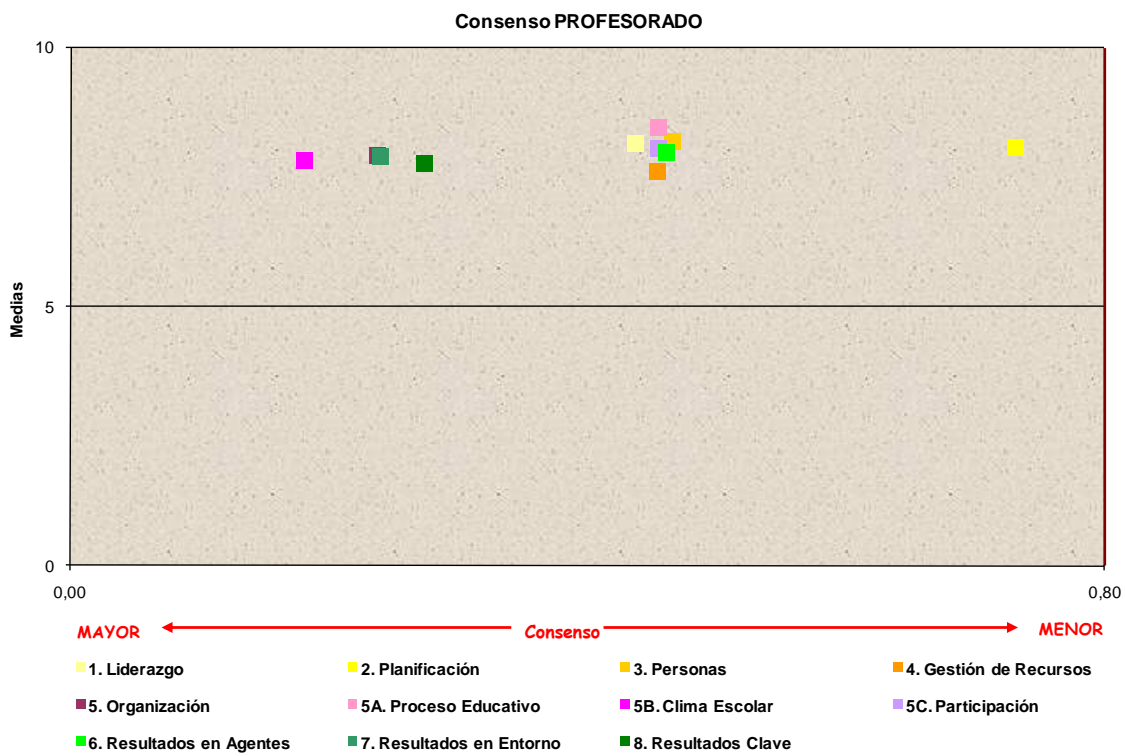 Consenso PROFESORADO
10
Medias
5
0
0,00
0,80
MAYOR Consenso MENOR
1. Liderazgo 2. Planificación 3. Personas 4. Gestión de Recursos
5. Organización 5A. Proceso Educativo 5B. Clima Escolar 5C. Participación
6. Resultados en Agentes 7. Resultados en Entorno 8. Resultados Clave